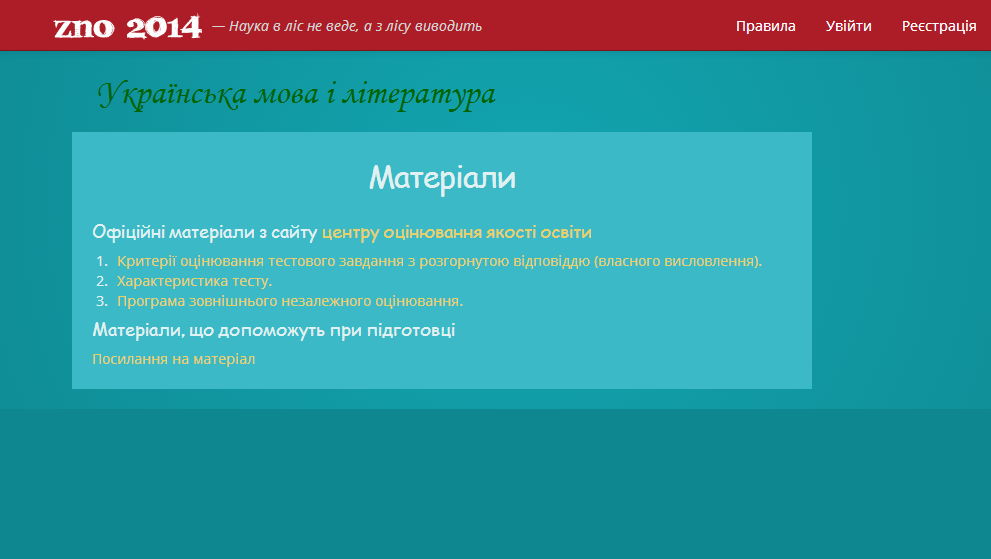 zno 2014 — Наука в ліс не веде, а з лісу виводить Правила Увійти Реєстрація
Українська мова і література
Матеріали
Офіційні матеріали з сайту центру оцінювання якості освіти
1. Критерії оцінювання тестового завдання з розгорнутою відповіддю (власного висловлення).
2. Характеристика тесту.
3. Програма зовнішнього незалежного оцінювання.
Матеріали, що допоможуть при підготовці
Посилання на матеріал